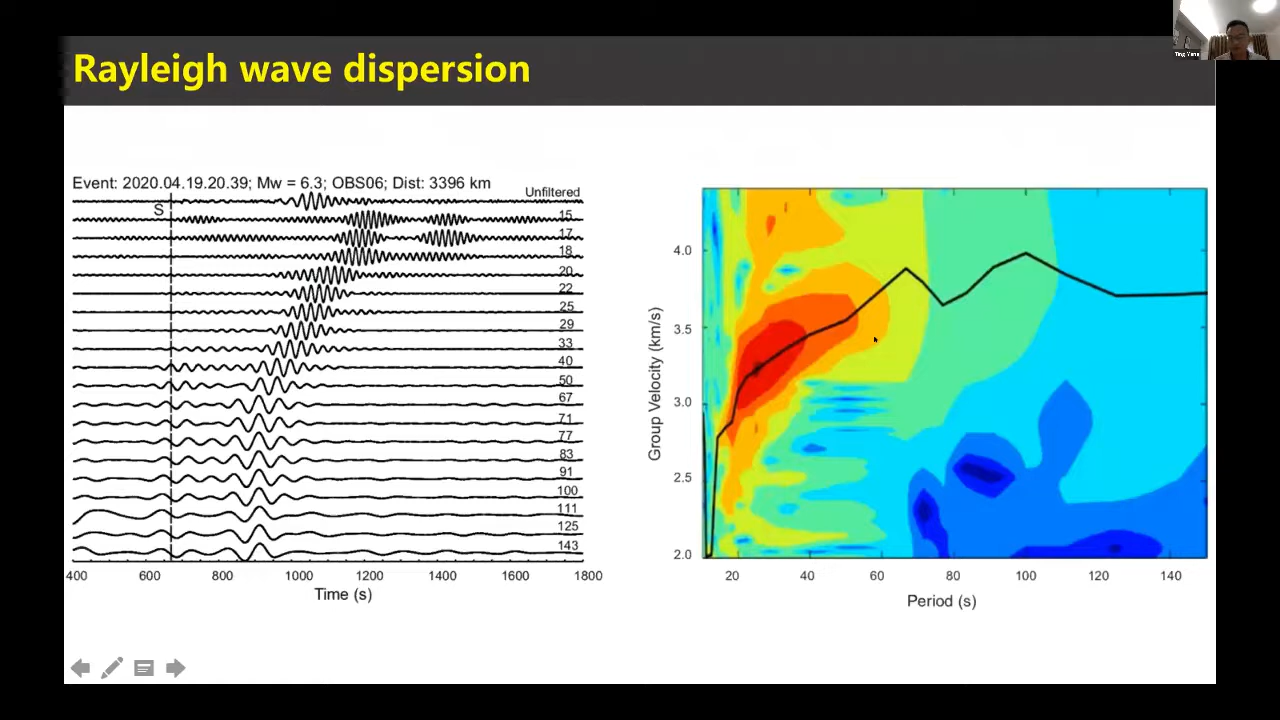 Rayleigh wave dispersion
Ting Yang
Event: 2020.04.19.20.39; Mw = 6.3; OBS06; Dist: 3396 km
Unfiltered
S
15
17
18
20
22
25
29
33
40
50
67
71
77
83
91
100
111
125
143
400 600 800 1000 1200 1400 1600 1800
Time (s)
Group Velocity (km/s)
4.0
3.5
3.0
2.5
2.0
20 40 60 80 100 120 140
Period (s)